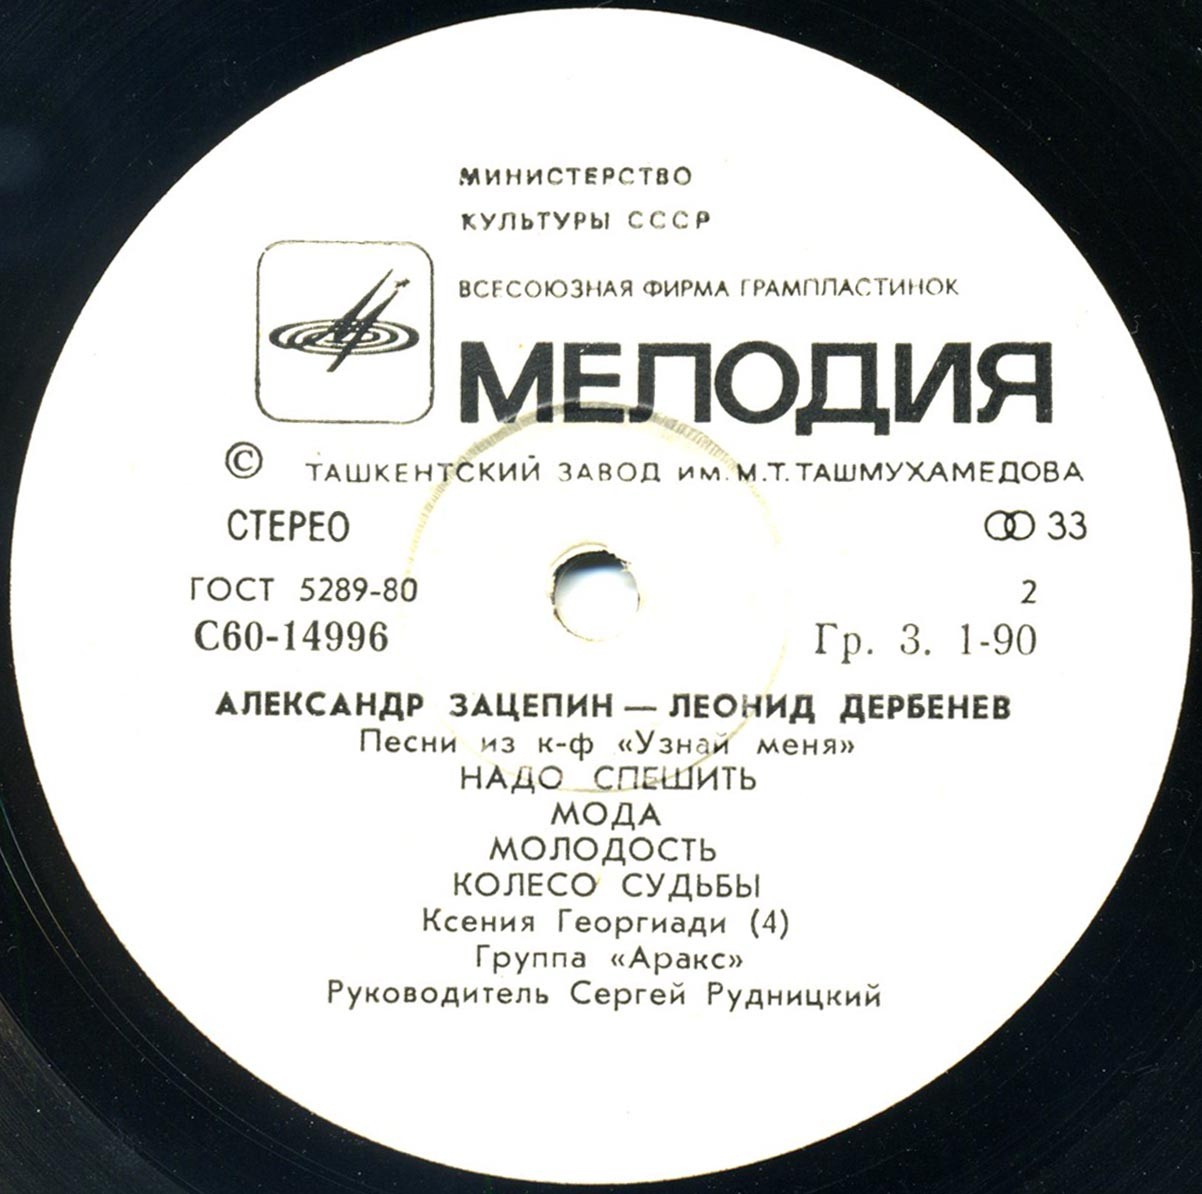 МИНИСТЕРСТВО
КУЛЬТУРЫ СССР
ВСЕСОЮЗНАЯ ФИРМА ГРАМПЛАСТИНОК
МЕЛОДИЯ
© ТАШКЕНТСКИЙ ЗАВОД ИМ. М.Т. ТАШМУХАМЕДОВА
СТЕРЕО 33
ГОСТ 5289-80 2
С60-14996 Гр. 3. 1-90
АЛЕКСАНДР ЗАЦЕПИН — ЛЕОНИД ДЕРБЕНЕВ
Песни из к-ф «Узнай меня»
НАДО СПЕШИТЬ
МОДА
МОЛОДОСТЬ
КОЛЕСО СУДЬБЫ
Ксения Георгиади (4)
Группа «Аракс»
Руководитель Сергей Рудницкий